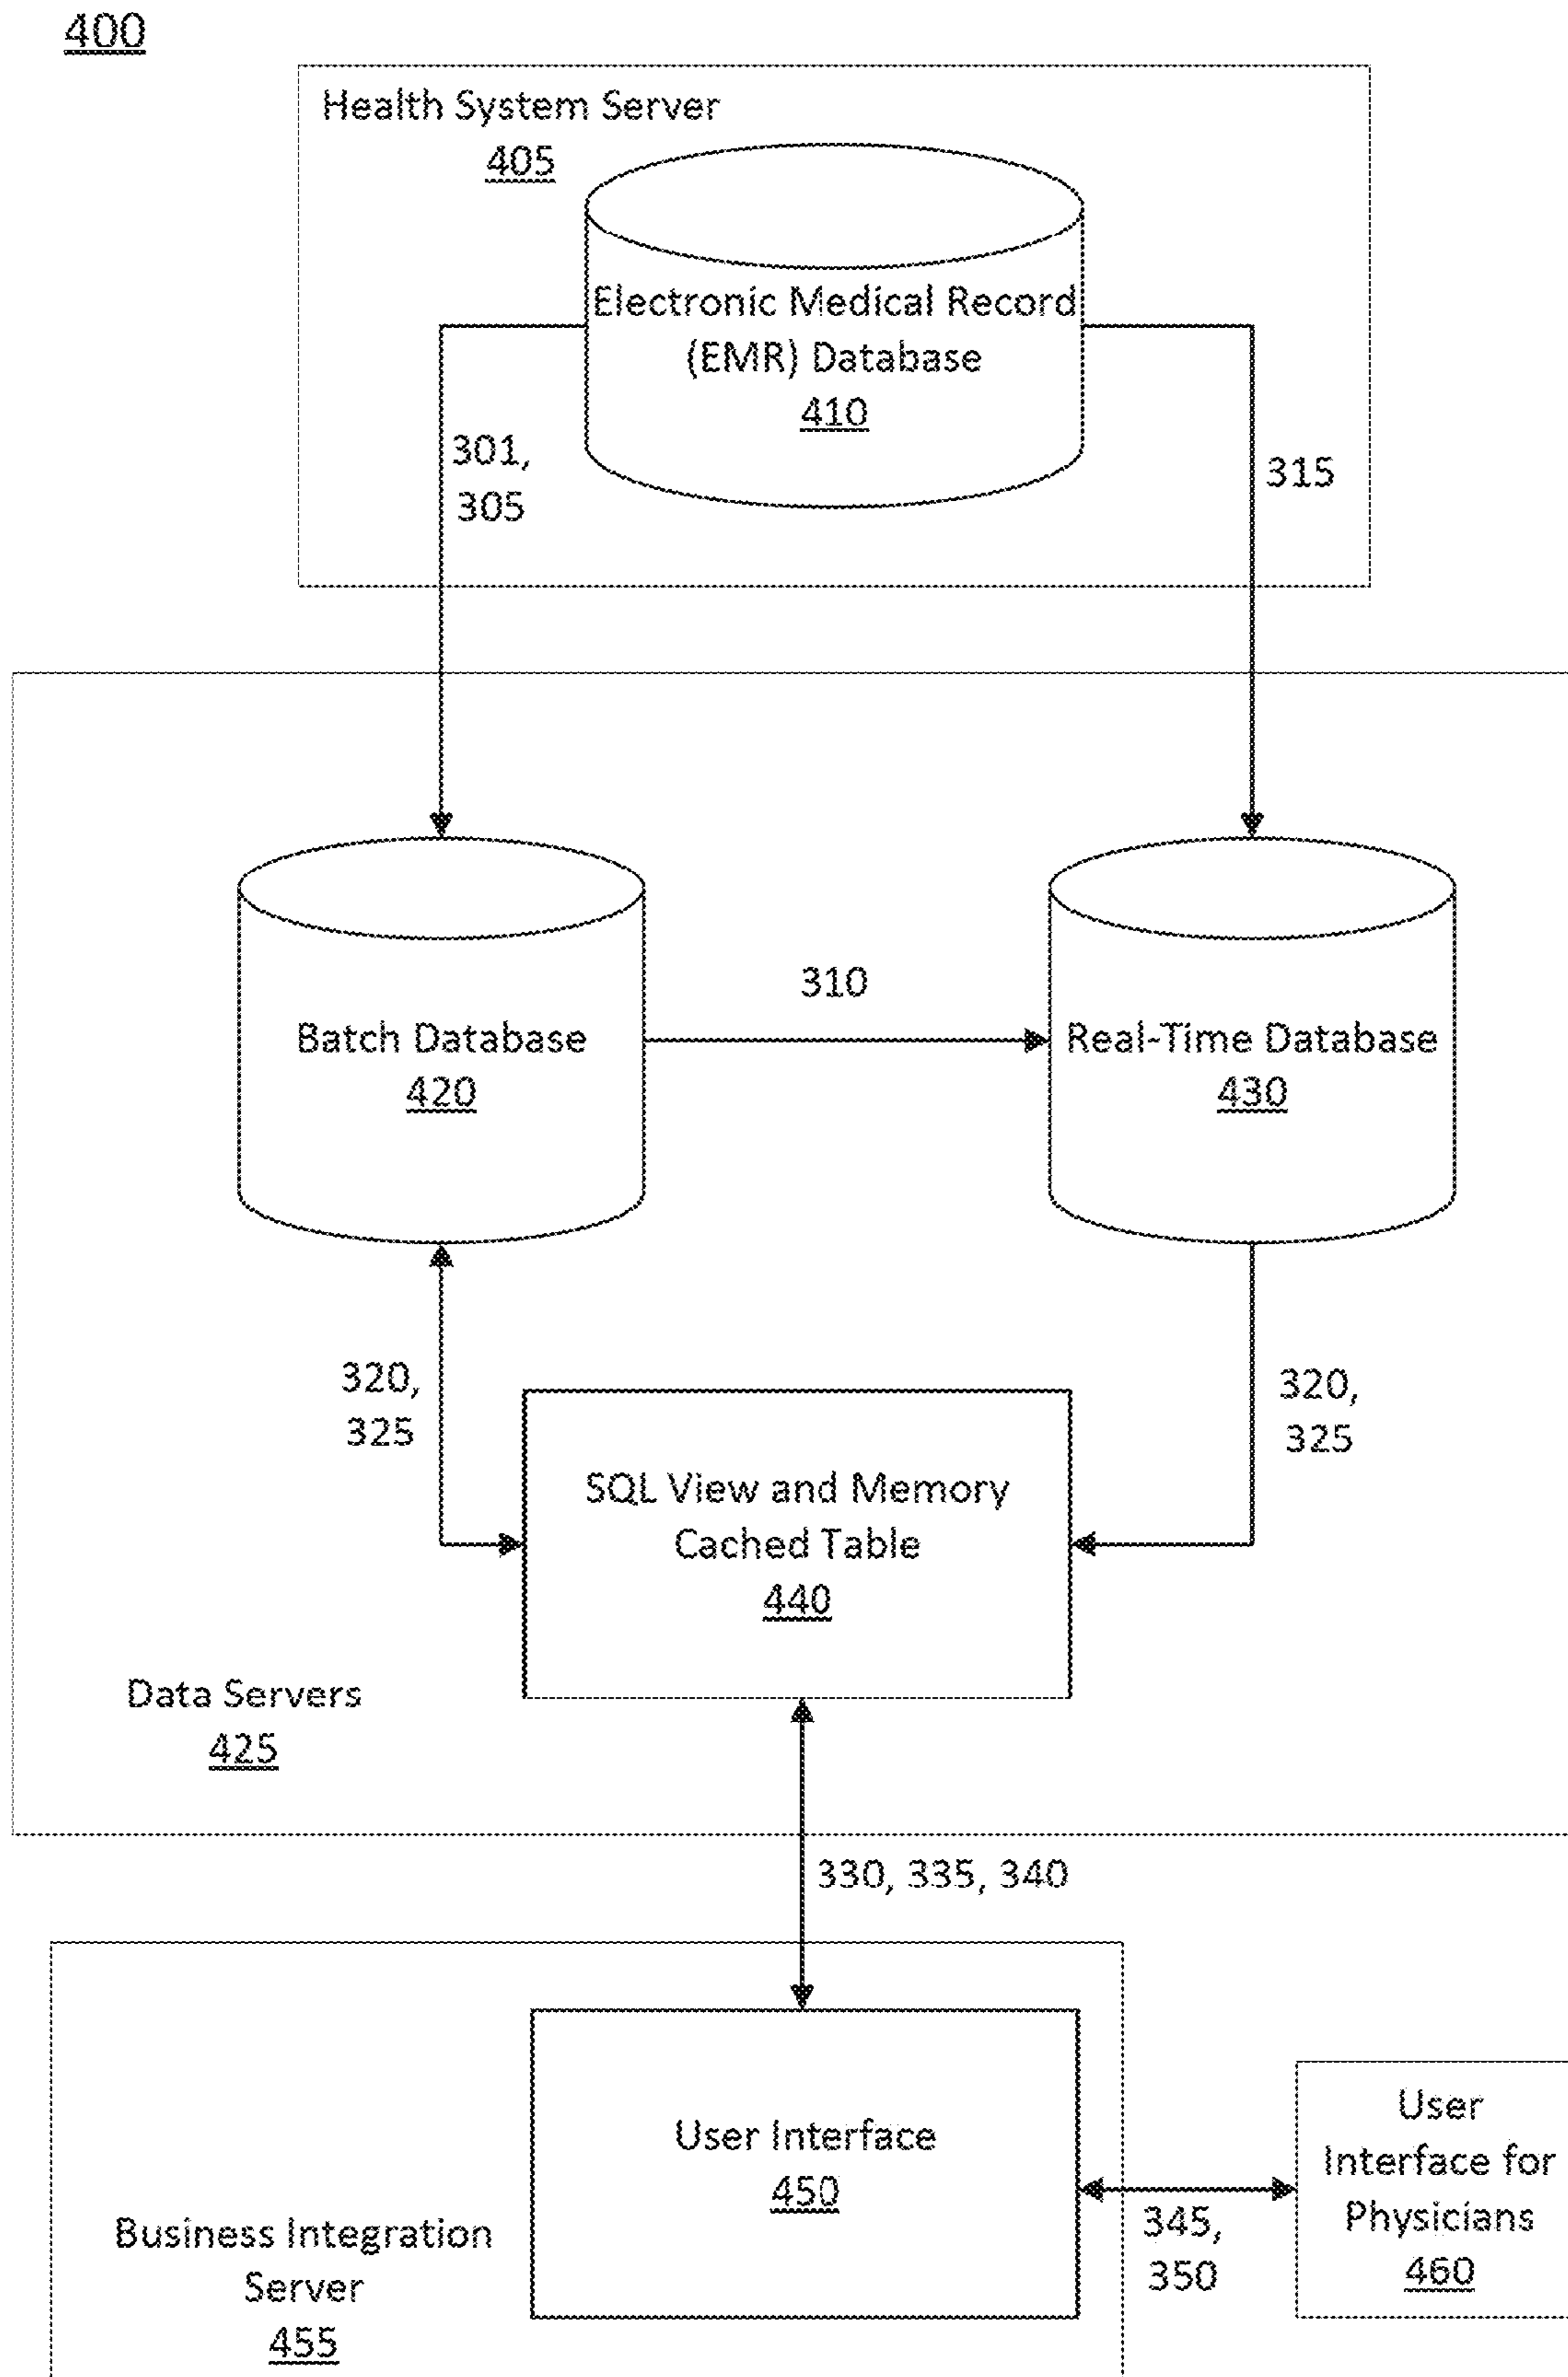 400
Health System Server
405
Electronic Medical Record
(EMR) Database
410
301,
305
315
310
Batch Database
420
Real-Time Database
430
320,
325
320,
325
SQL View and Memory
Cached Table
440
Data Servers
425
330, 335, 340
User Interface
450
User
Interface for
Physicians
460
345,
350
Business Integration
Server
455